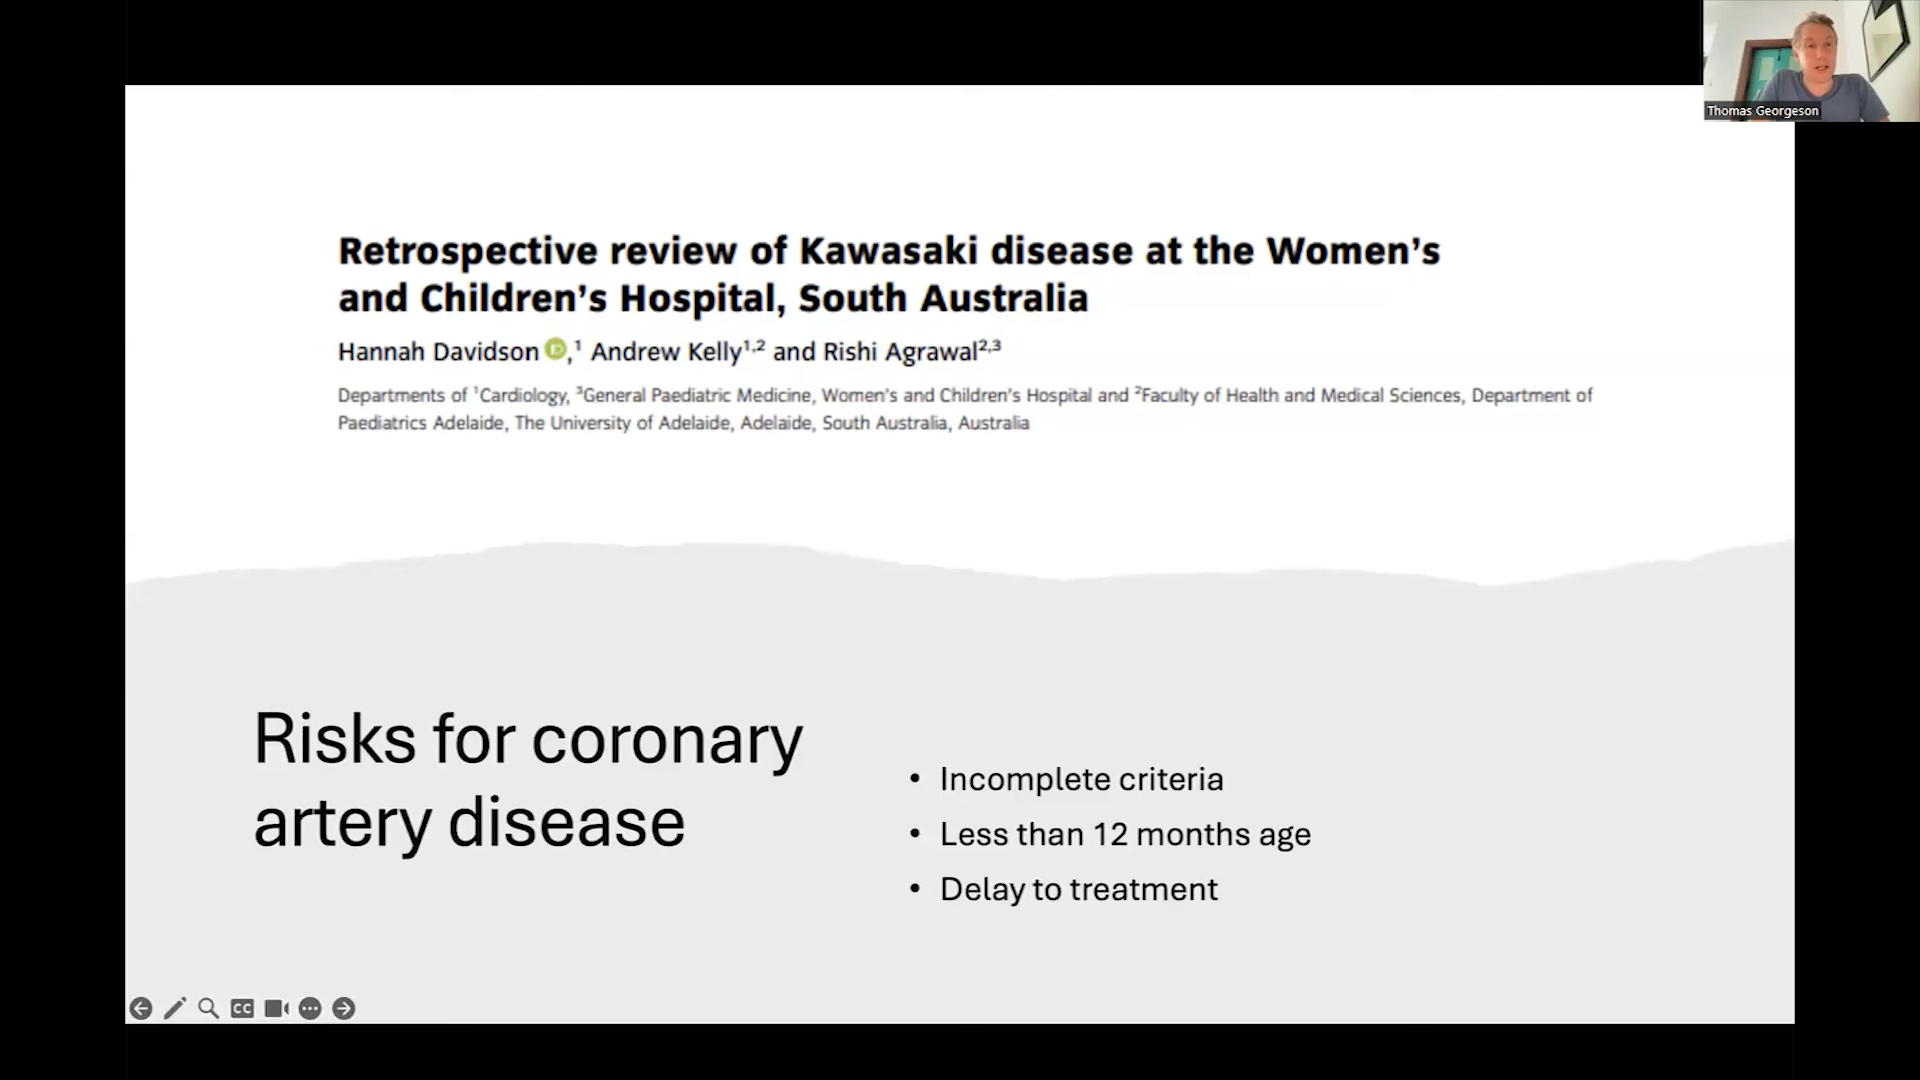 Thomas Georgeson
Retrospective review of Kawasaki disease at the Women's
and Children's Hospital, South Australia
Hannah Davidson iD,¹ Andrew Kelly¹,² and Rishi Agrawal²,³
Departments of ¹Cardiology, ³General Paediatric Medicine, Women's and Children's Hospital and ²Faculty of Health and Medical Sciences, Department of
Paediatrics Adelaide, The University of Adelaide, Adelaide, South Australia, Australia
Risks for coronary
artery disease
• Incomplete criteria
• Less than 12 months age
• Delay to treatment
CC